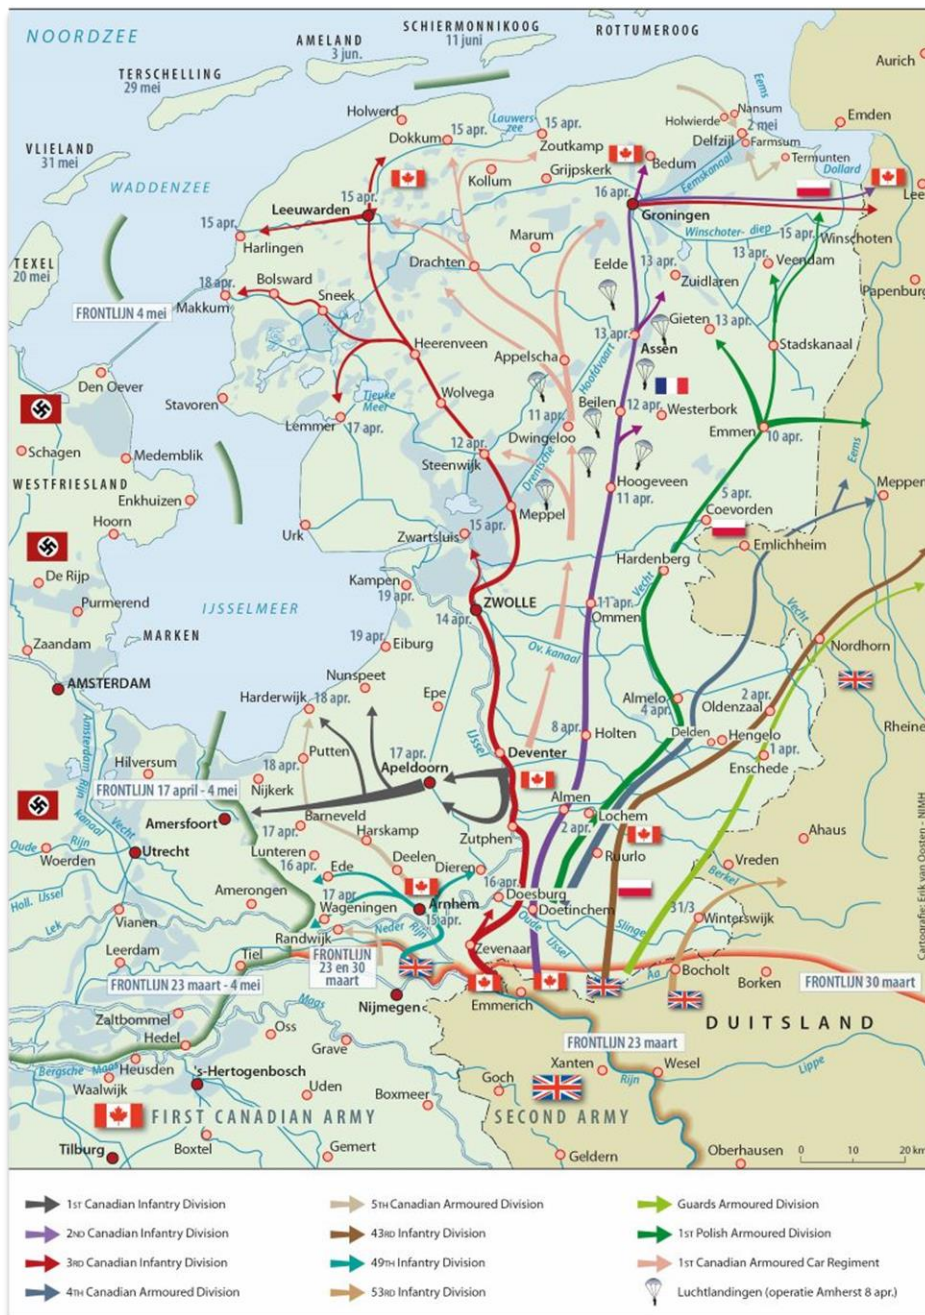 NOORDZEE
SCHIERMONNIKOOG
11 juni
ROTTUMEROOG
AMELAND
3 jun.
TERSCHELLING
29 mei
VLIELAND
31 mei
WADDENZEE
TEXEL
20 mei
Aurich
Eems
Nansum
Holwierde
2 mei
Delfzijl
Farmsum
Termunten
Dollard
Emden
Lee
Holwerd
Dokkum
15 apr.
Lauwers-
zee
15 apr.
Zoutkamp
Kollum
Grijpskerk
Bedum
Eemskanaal
16 apr.
Groningen
15 apr.
Leeuwarden
15 apr.
Harlingen
Marum
Winschoter- diep
15 apr.
Winschoten
Drachten
Eelde
13 apr.
Zuidlaren
13 apr.
Veendam
Papenburg
18 apr.
Makkum
Bolsward
Sneek
FRONTLIJN 4 mei
13 apr.
Assen
Gieten
13 apr.
Stadskanaal
Heerenveen
Appelscha
Hoofdvaart
Den Oever
Stavoren
Tjeuke
Meer
Wolvega
Beilen
12 apr.
Westerbork
Lemmer
17 apr.
11 apr.
Dwingeloo
Emmen
10 apr.
Schagen
Medemblik
12 apr.
Steenwijk
Drentsche
WESTFRIESLAND
Enkhuizen
Hoogeveen
11 apr.
Eems
Meppen
Hoorn
Urk
Meppel
15 apr.
Zwartsluis
5 apr.
Coevorden
Emlichheim
De Rijp
Purmerend
Kampen
19 apr.
Hardenberg
Vecht
IJSSELMEER
ZWOLLE
14 apr.
11 apr.
Ommen
Vecht
Zaandam
MARKEN
19 apr.
Eiburg
Ov. kanaal
Nordhorn
AMSTERDAM
Nunspeet
Harderwijk
18 apr.
Epe
IJssel
Almelo
4 apr.
2 apr.
Oldenzaal
Rheine
8 apr.
Holten
Delden
Hengelo
Amsterdam Rijn
kanaal
Hilversum
Putten
18 apr.
17 apr.
Apeldoorn
Deventer
1 apr.
Enschede
FRONTLIJN 17 april - 4 mei
Nijkerk
Vecht
Amersfoort
Barneveld
17 apr.
Almen
Lochem
2 apr.
Ahaus
Oude
Rijn
Woerden
Utrecht
Harskamp
Zutphen
Lunteren
16 apr.
Ede
Deelen
Dieren
Ruurlo
Vreden
Berkel
Holl. IJssel
Amerongen
17 apr.
Wageningen
16 apr.
Doesburg
Arnhem
15 apr.
Doetinchem
31/3
Winterswijk
Lek
Vianen
Randwijk
Neder
Rijn
Oude
IJssel
Slinge
Leerdam
Tiel
FRONTLIJN
23 en 30
maart
Zevenaar
Aa
Bocholt
Borken
FRONTLIJN 30 maart
FRONTLIJN 23 maart - 4 mei
Nijmegen
Emmerich
Zaltbommel
Maas
Oss
Hedel
Grave
DUITSLAND
FRONTLIJN 23 maart
Bergsche Maas
Heusden
Waalwijk
's-Hertogenbosch
Xanten
Rijn
Wesel
Lippe
Uden
Goch
Boxmeer
FIRST CANADIAN ARMY
SECOND ARMY
Tilburg
Boxtel
Gemert
Geldern
Oberhausen
0 10 20 km
Cartografie: Erik van Oosten - NIMH
1ST Canadian Infantry Division
2ND Canadian Infantry Division
3RD Canadian Infantry Division
4TH Canadian Armoured Division
5TH Canadian Armoured Division
43RD Infantry Division
49TH Infantry Division
53RD Infantry Division
Guards Armoured Division
1ST Polish Armoured Division
1ST Canadian Armoured Car Regiment
Luchtlandingen (operatie Amherst 8 apr.)